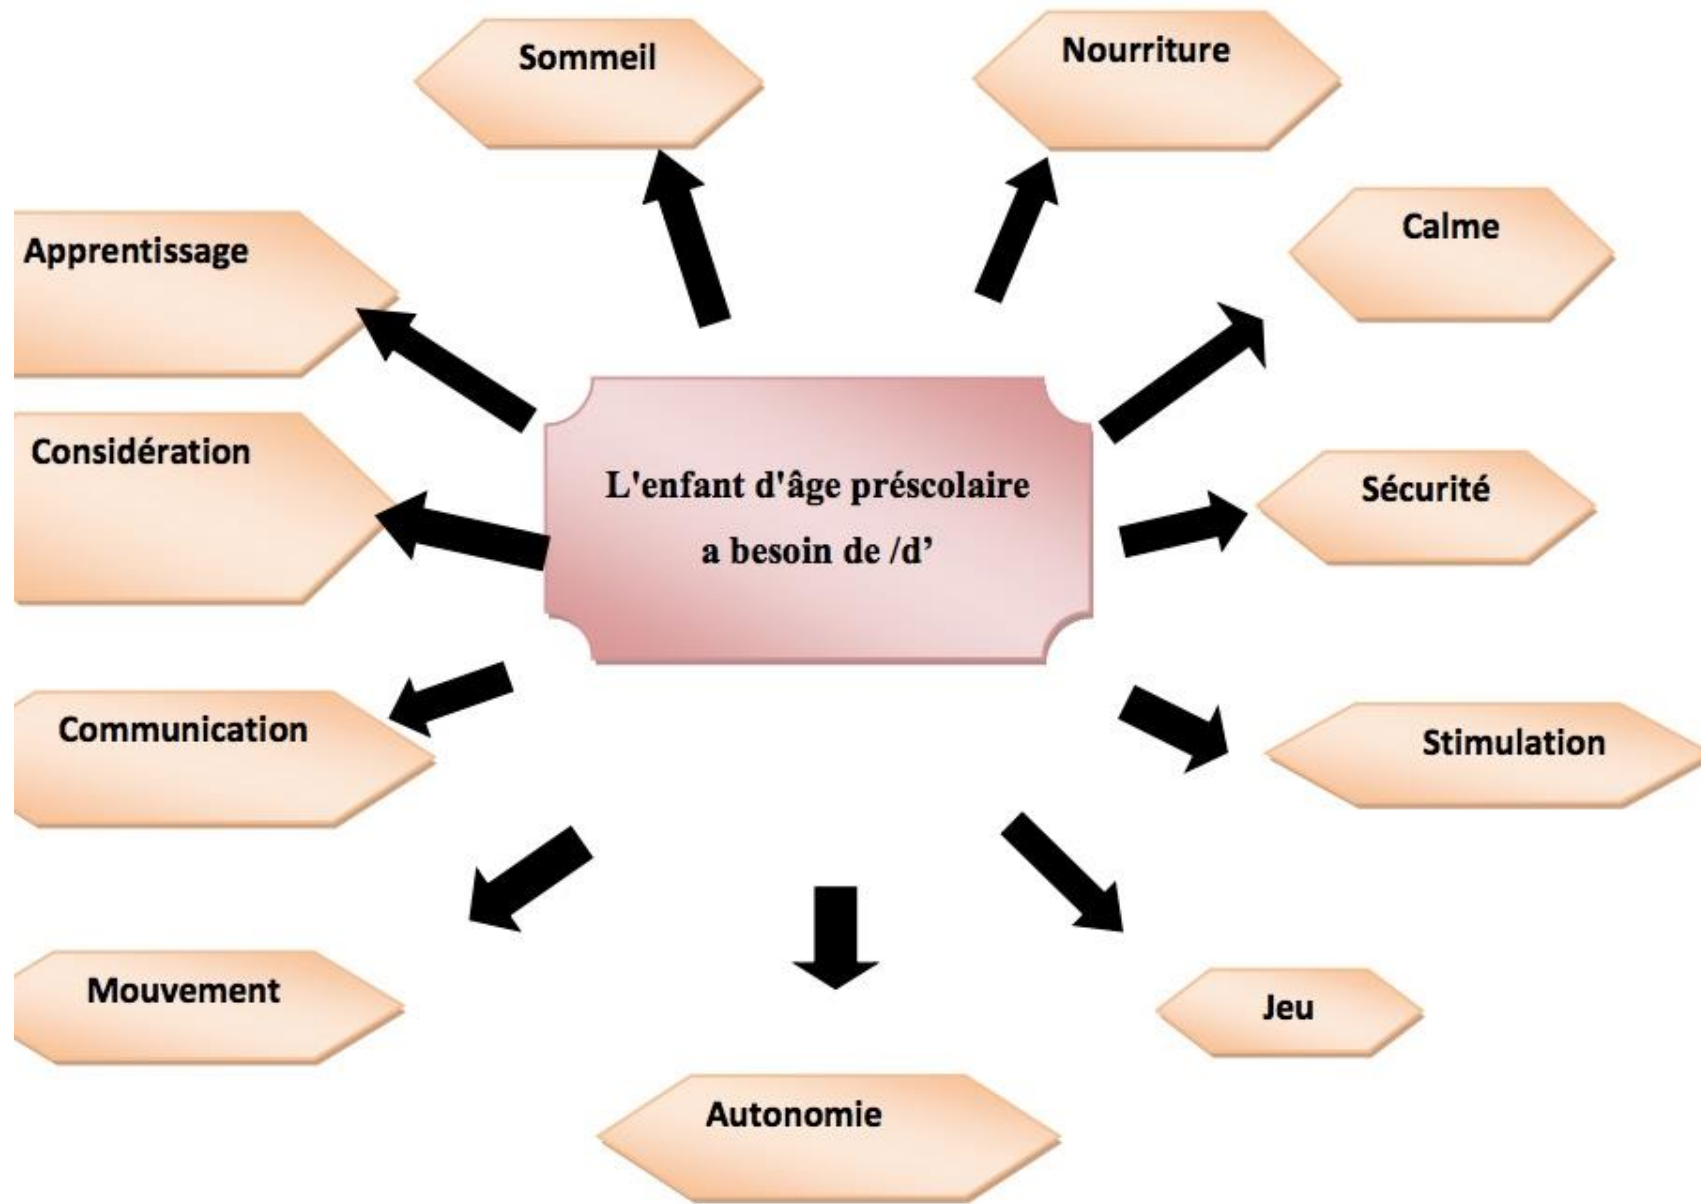 Sommeil
Nourriture
Calme
Apprentissage
Considération
L'enfant d'âge préscolaire
a besoin de /d’
Sécurité
Communication
Stimulation
Mouvement
Jeu
Autonomie